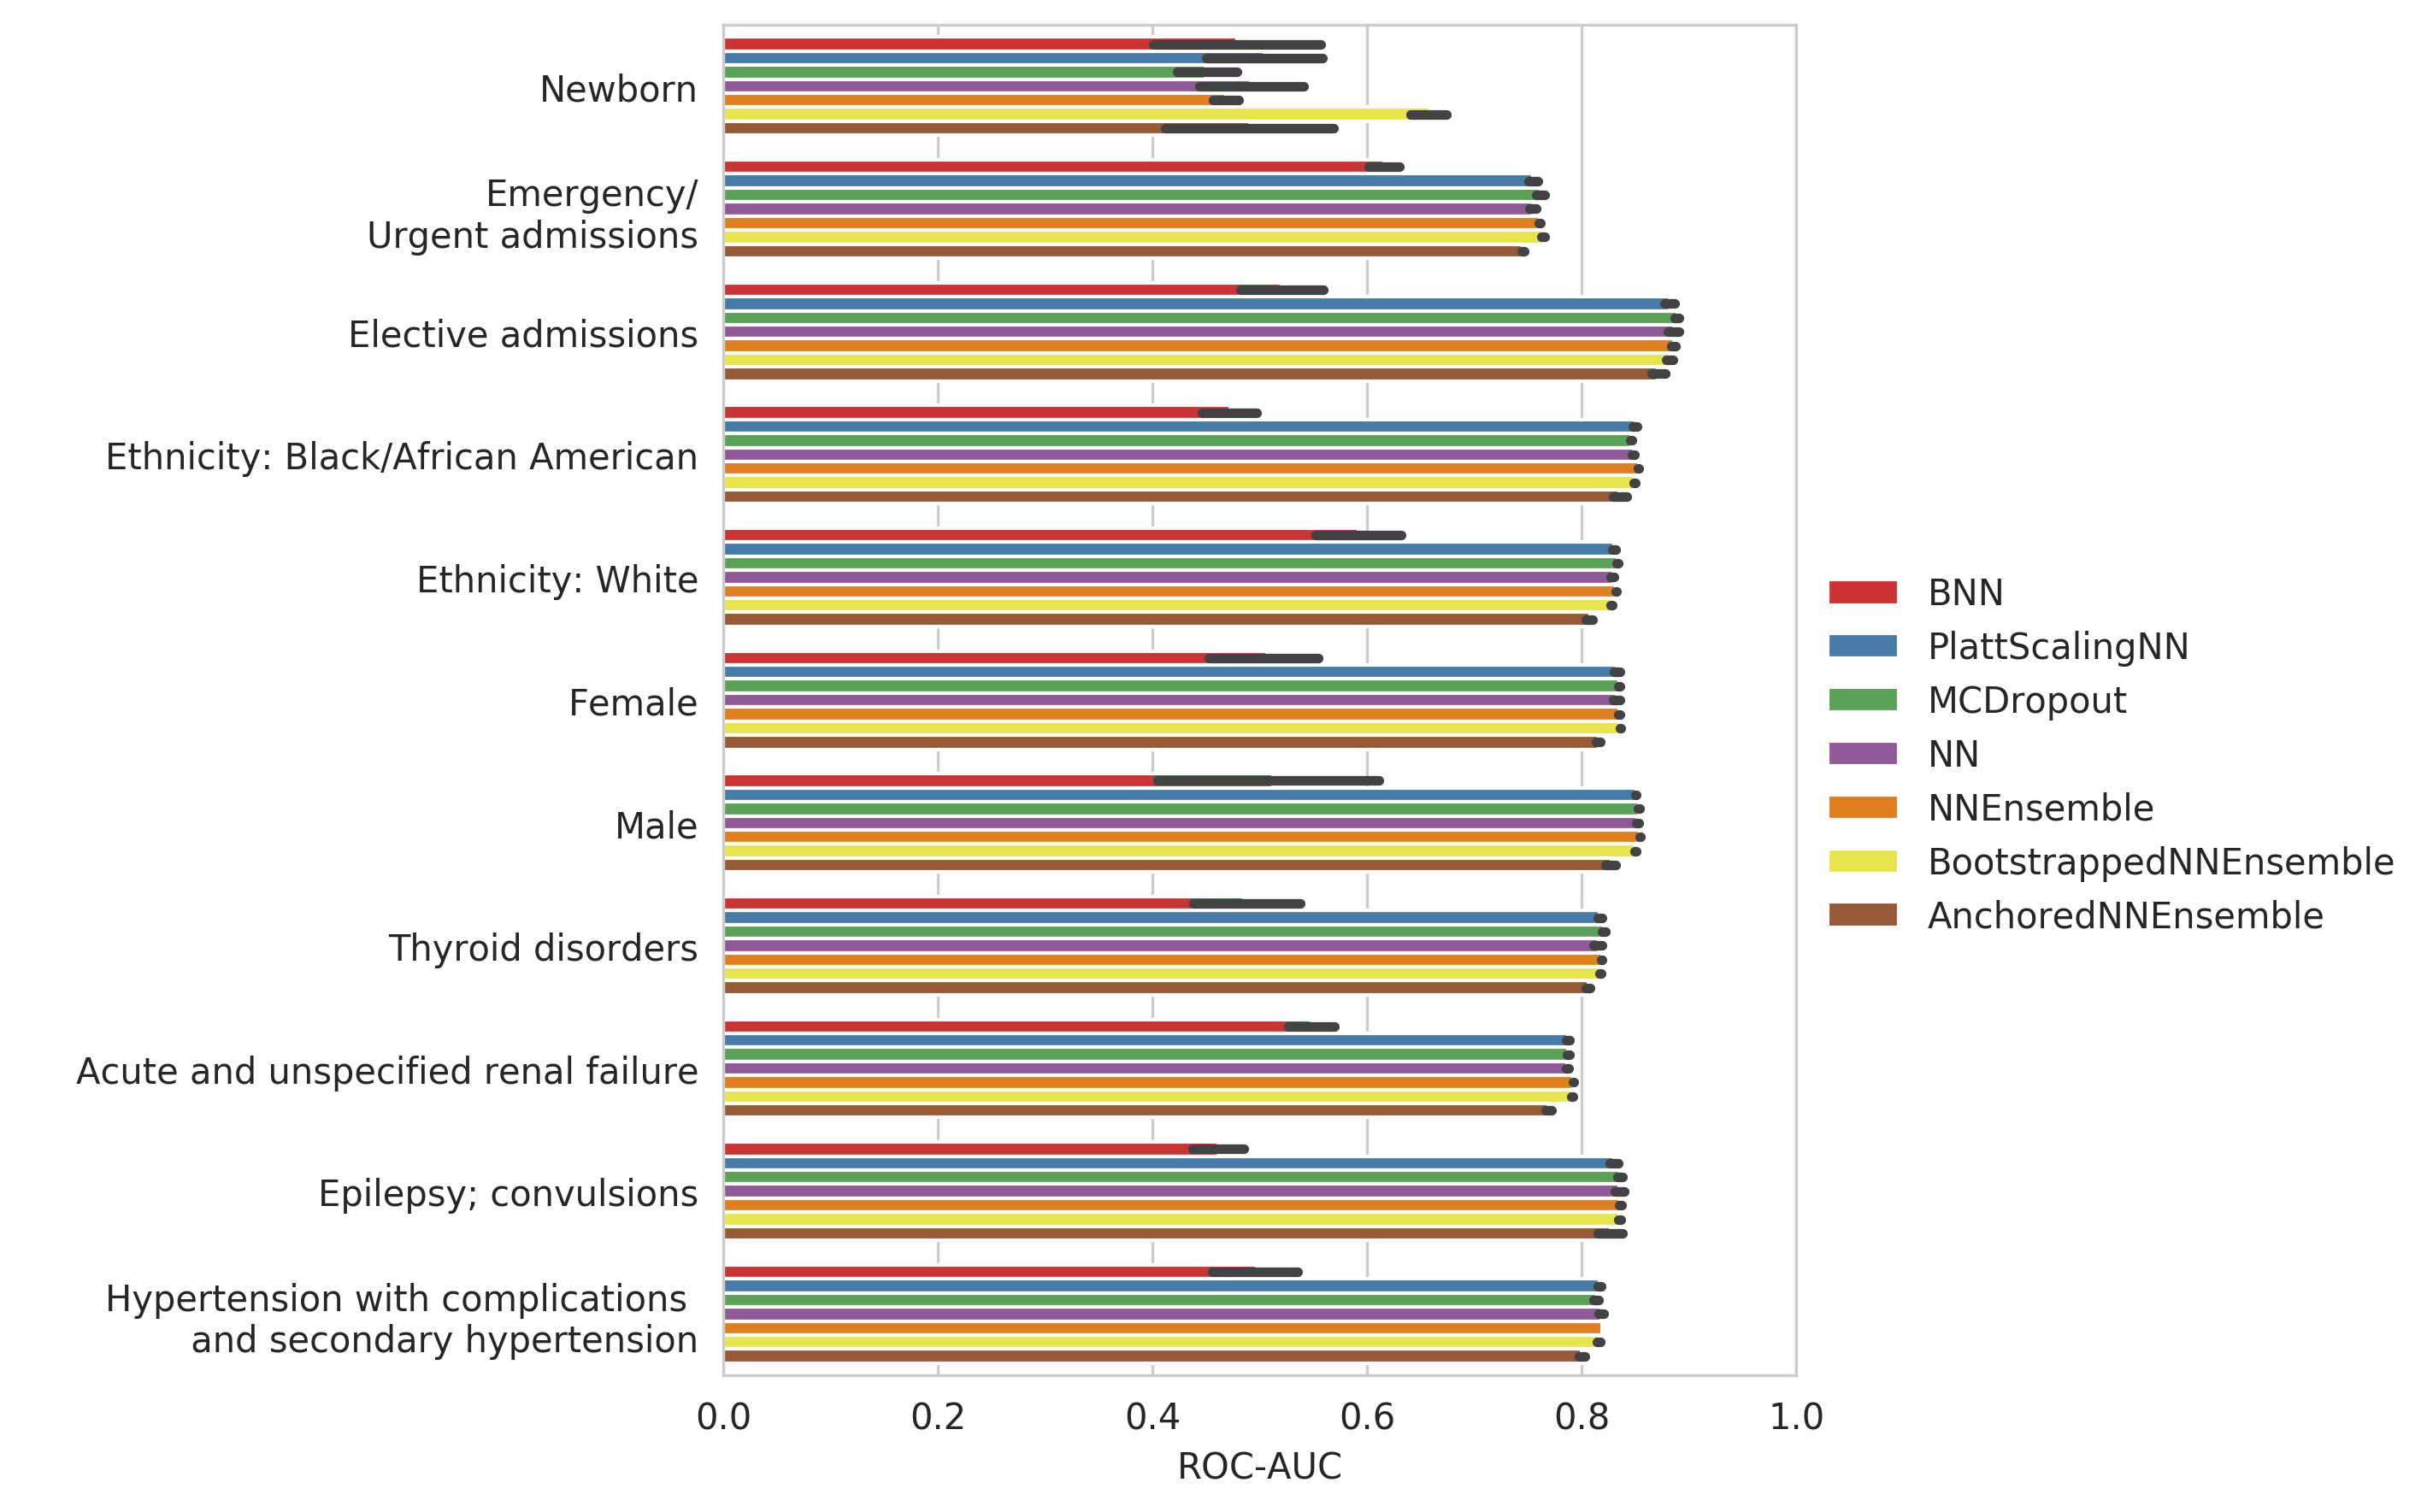 Newborn
Emergency/
Urgent admissions
Elective admissions
Ethnicity: Black/African American
Ethnicity: White
Female
Male
Thyroid disorders
Acute and unspecified renal failure
Epilepsy; convulsions
Hypertension with complications
and secondary hypertension
0.0 0.2 0.4 0.6 0.8 1.0
ROC-AUC
BNN
PlattScalingNN
MCDropout
NN
NNEnsemble
BootstrappedNNEnsemble
AnchoredNNEnsemble